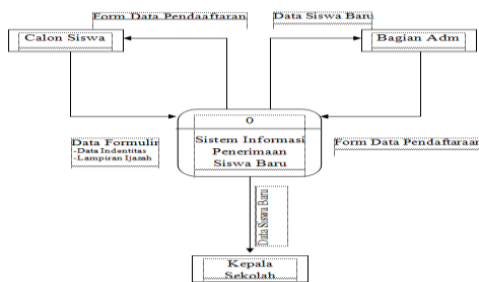 Form Data Pendaaftaran
Data Siswa Baru
Calon Siswa
Bagian Adm
0
Sistem Informasi
Penerimaan
Siswa Baru
Data Formulir
-Data Indentitas
-Lampiran Ijazah
Form Data Pendaftaraan
Data Siswa Baru
Kepala
Sekolah